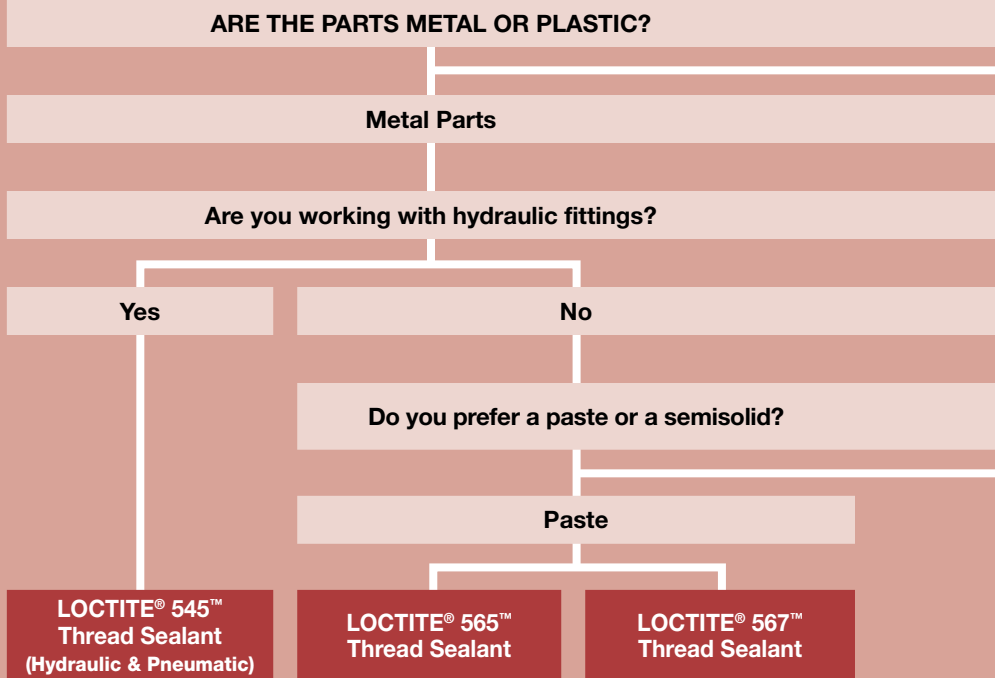 ARE THE PARTS METAL OR PLASTIC?
Metal Parts
Are you working with hydraulic fittings?
Yes
No
Do you prefer a paste or a semisolid?
Paste
LOCTITE® 545™
Thread Sealant
(Hydraulic & Pneumatic)
LOCTITE® 565™
Thread Sealant
LOCTITE® 567™
Thread Sealant